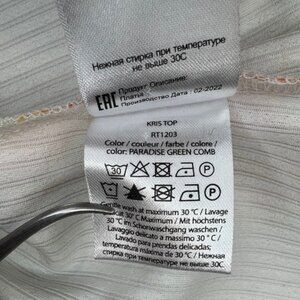 Нежная стирка при температуре
не выше 30С
EAC Продукт Описание :
Платья
Производство Дата : 02-2022
KRIS TOP
RT1203
Color / couleur / farbe / colore /
color: PARADISE GREEN COMB
30
P
P
Gentle wash at maximum 30 °C / Lavage
délicat 30° C Maximum / Mit höchstens
30 °C im Schonwaschgang waschen /
Lavaggio delicato a massimo 30 ° C /
Lavado para prendas delicadas:
temperatura máxima de 30 °C / Нежная
стирка при температуре не выше 30С